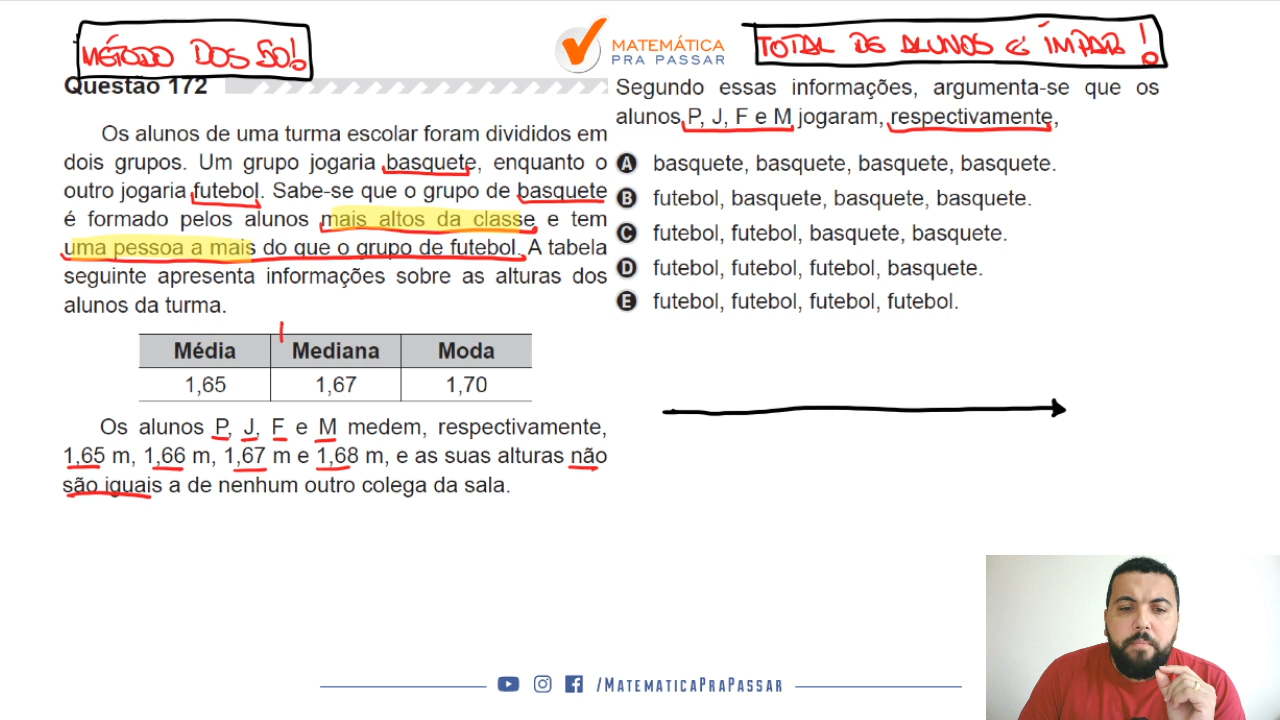 MÉTODO DOS 50!
MATEMÁTICA
PRA PASSAR
TOTAL DE ALUNOS É ÍMPAR!
Questão 172
Os alunos de uma turma escolar foram divididos em
dois grupos. Um grupo jogaria basquete, enquanto o
outro jogaria futebol. Sabe-se que o grupo de basquete
é formado pelos alunos mais altos da classe e tem
uma pessoa a mais do que o grupo de futebol. A tabela
seguinte apresenta informações sobre as alturas dos
alunos da turma.
Média Mediana Moda
1,65 1,67 1,70
Os alunos P, J, F e M medem, respectivamente,
1,65 m, 1,66 m, 1,67 m e 1,68 m, e as suas alturas não
são iguais a de nenhum outro colega da sala.
Segundo essas informações, argumenta-se que os
alunos P, J, F e M jogaram, respectivamente,
A basquete, basquete, basquete, basquete.
B futebol, basquete, basquete, basquete.
C futebol, futebol, basquete, basquete.
D futebol, futebol, futebol, basquete.
E futebol, futebol, futebol, futebol.
/MatematicaPraPassar